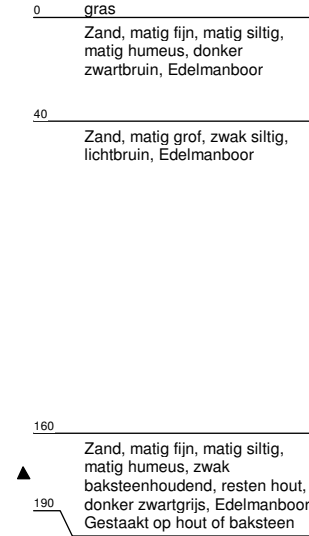 0 gras
Zand, matig fijn, matig siltig,
matig humeus, donker
zwartbruin, Edelmanboor
40
Zand, matig grof, zwak siltig,
lichtbruin, Edelmanboor
160
Zand, matig fijn, matig siltig,
matig humeus, zwak
baksteenhoudend, resten hout,
190 donker zwartgrijs, Edelmanboor
Gestaakt op hout of baksteen